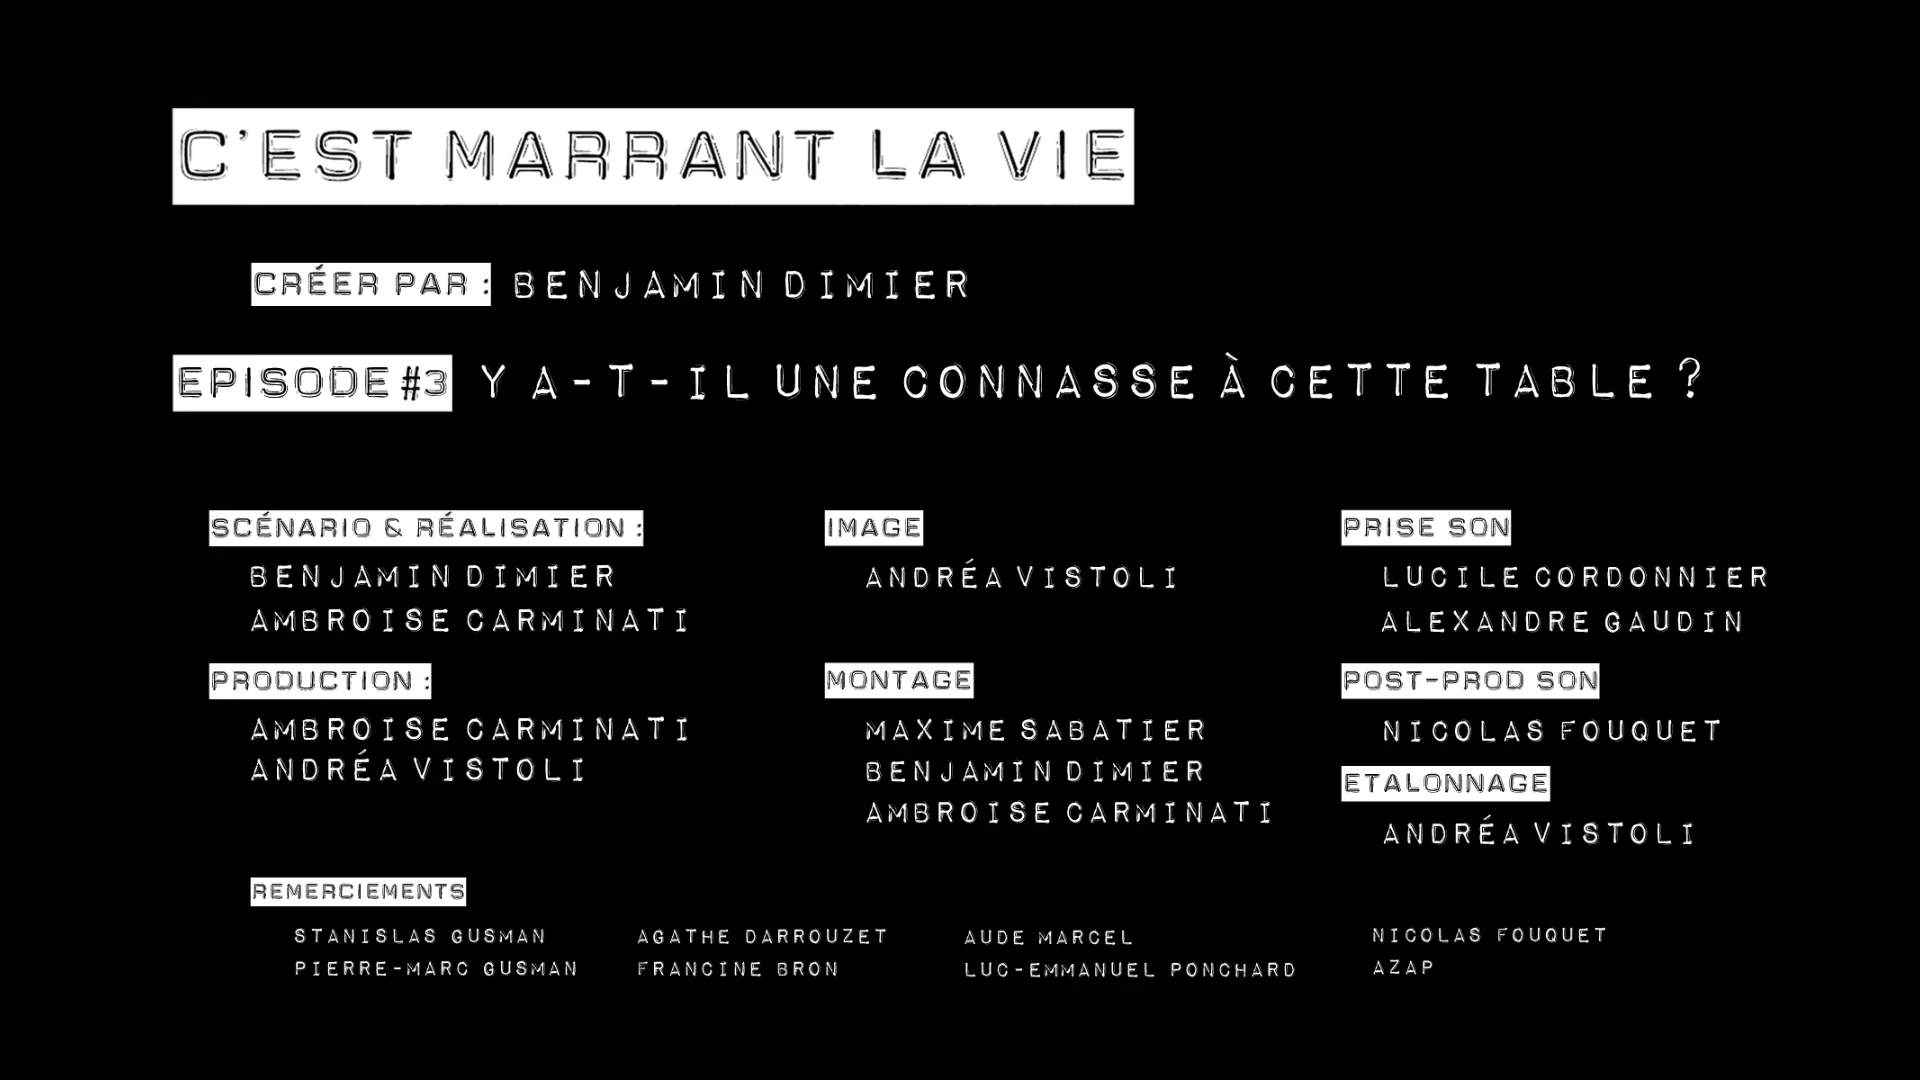 C'EST MARRANT LA VIE
CRÉER PAR : BENJAMIN DIMIER
EPISODE #3 Y A-T-IL UNE CONNASSE À CETTE TABLE ?
SCÉNARIO & RÉALISATION :
BENJAMIN DIMIER
AMBROISE CARMINATI
PRODUCTION :
AMBROISE CARMINATI
ANDRÉA VISTOLI
IMAGE
ANDRÉA VISTOLI
MONTAGE
MAXIME SABATIER
BENJAMIN DIMIER
AMBROISE CARMINATI
PRISE SON
LUCILE CORDONNIER
ALEXANDRE GAUDIN
POST-PROD SON
NICOLAS FOUQUET
ETALONNAGE
ANDRÉA VISTOLI
REMERCIEMENTS
STANISLAS GUSMAN
PIERRE-MARC GUSMAN
AGATHE DARROUZET
FRANCINE BRON
AUDE MARCEL
LUC-EMMANUEL PONCHARD
NICOLAS FOUQUET
AZAP